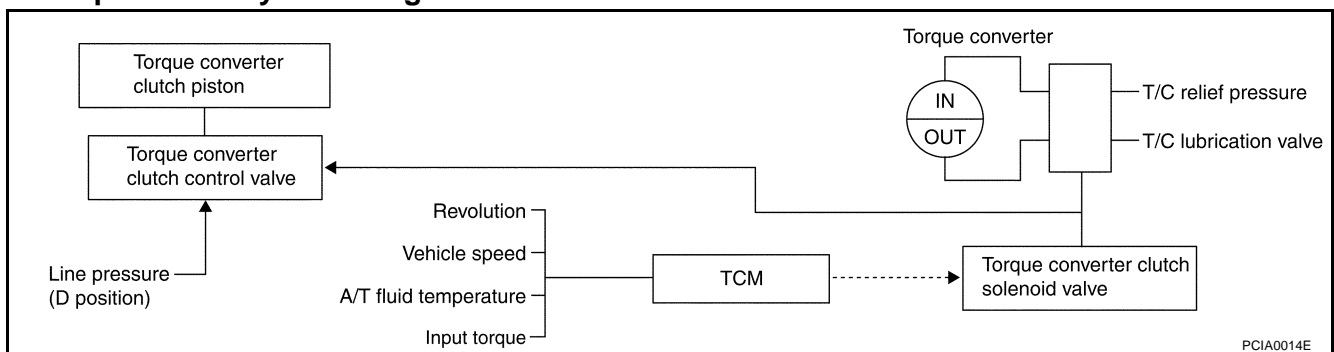 Torque converter
Torque converter
clutch piston
IN
OUT
T/C relief pressure
T/C lubrication valve
Torque converter
clutch control valve
Revolution
Vehicle speed
A/T fluid temperature
Input torque
Line pressure
(D position)
TCM
Torque converter clutch
solenoid valve
PCIA0014E